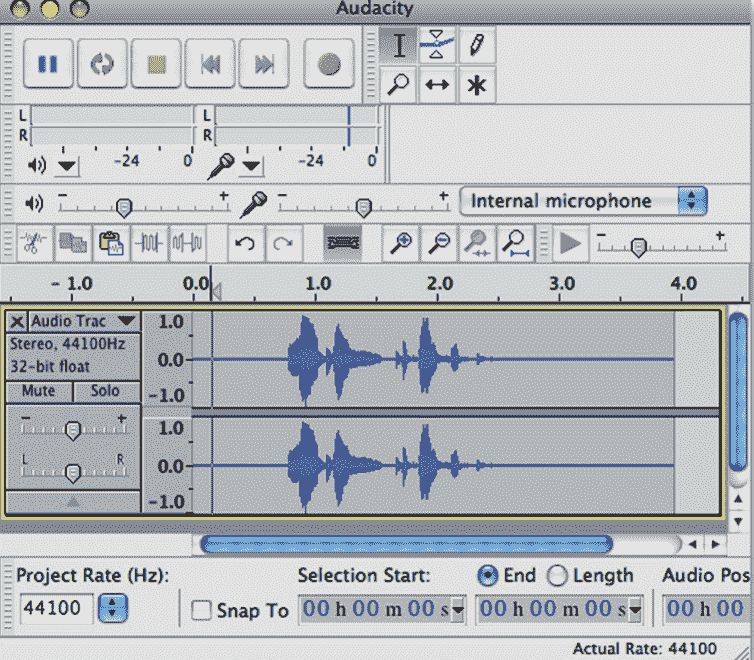 Audacity
L
R
L
R
-24 0
-24 0
- +
- +
Internal microphone
- +
- 1.0 0.0 1.0 2.0 3.0 4.0
X Audio Trac
Stereo, 44100Hz
32-bit float
Mute Solo
- +
L R
1.0
0.0
-1.0
1.0
0.0
-1.0
Project Rate (Hz):
44100
Snap To
Selection Start:
00 h 00 m 00 s
End Length
00 h 00 m 00 s
Audio Pos
00 h 00
Actual Rate: 44100